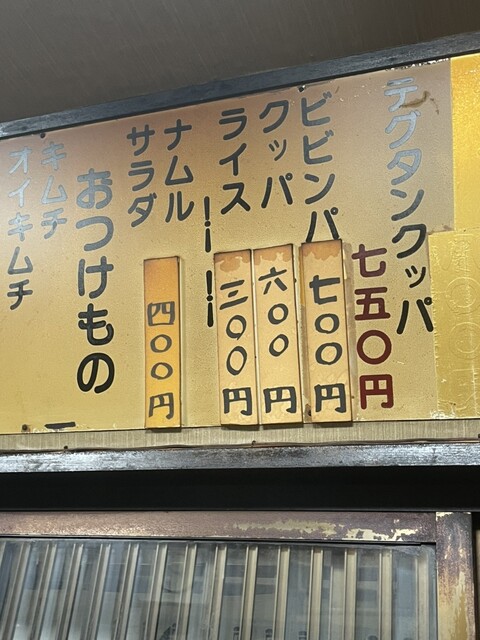 テグタンクッパ
七五〇円
ビビンパ
七〇〇円
クッパ
六〇〇円
ライス
三〇〇円
ナムル
サラダ
四〇〇円
おつけもの
キムチ
オイキムチ